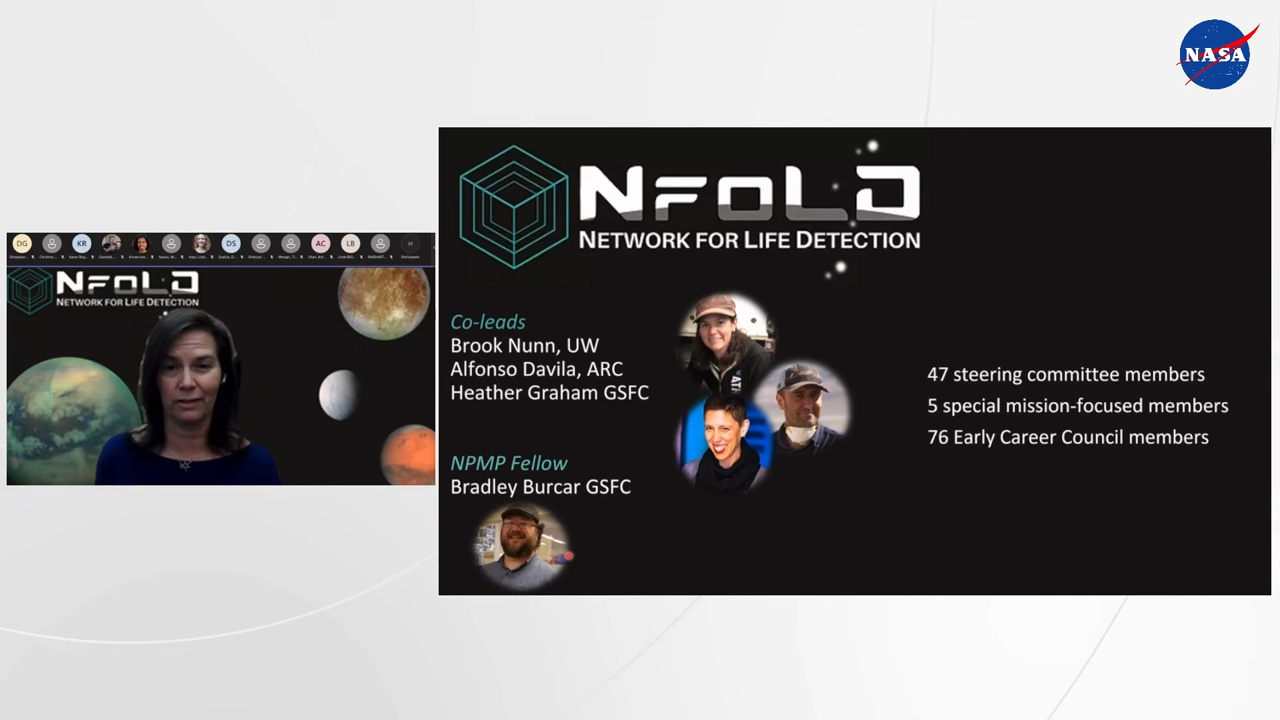 NASA
DG
KR
DS
AC
LB
NFOLD
NETWORK FOR LIFE DETECTION
NFOLD
NETWORK FOR LIFE DETECTION
Co-leads
Brook Nunn, UW
Alfonso Davila, ARC
Heather Graham GSFC
NPMP Fellow
Bradley Burcar GSFC
47 steering committee members
5 special mission-focused members
76 Early Career Council members